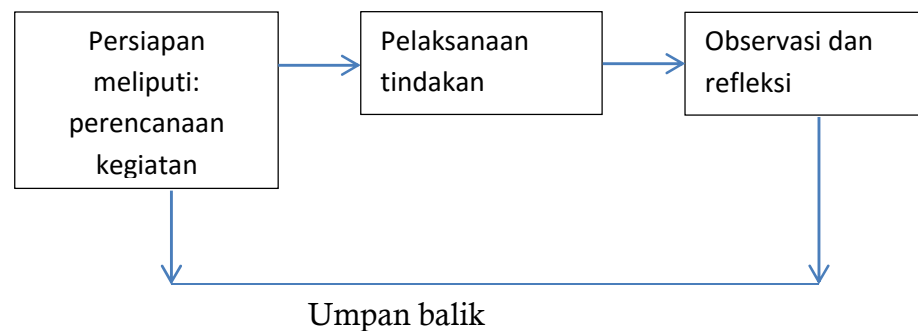 Persiapan
meliputi:
perencanaan
kegiatan
Pelaksanaan
tindakan
Observasi dan
refleksi
Umpan balik